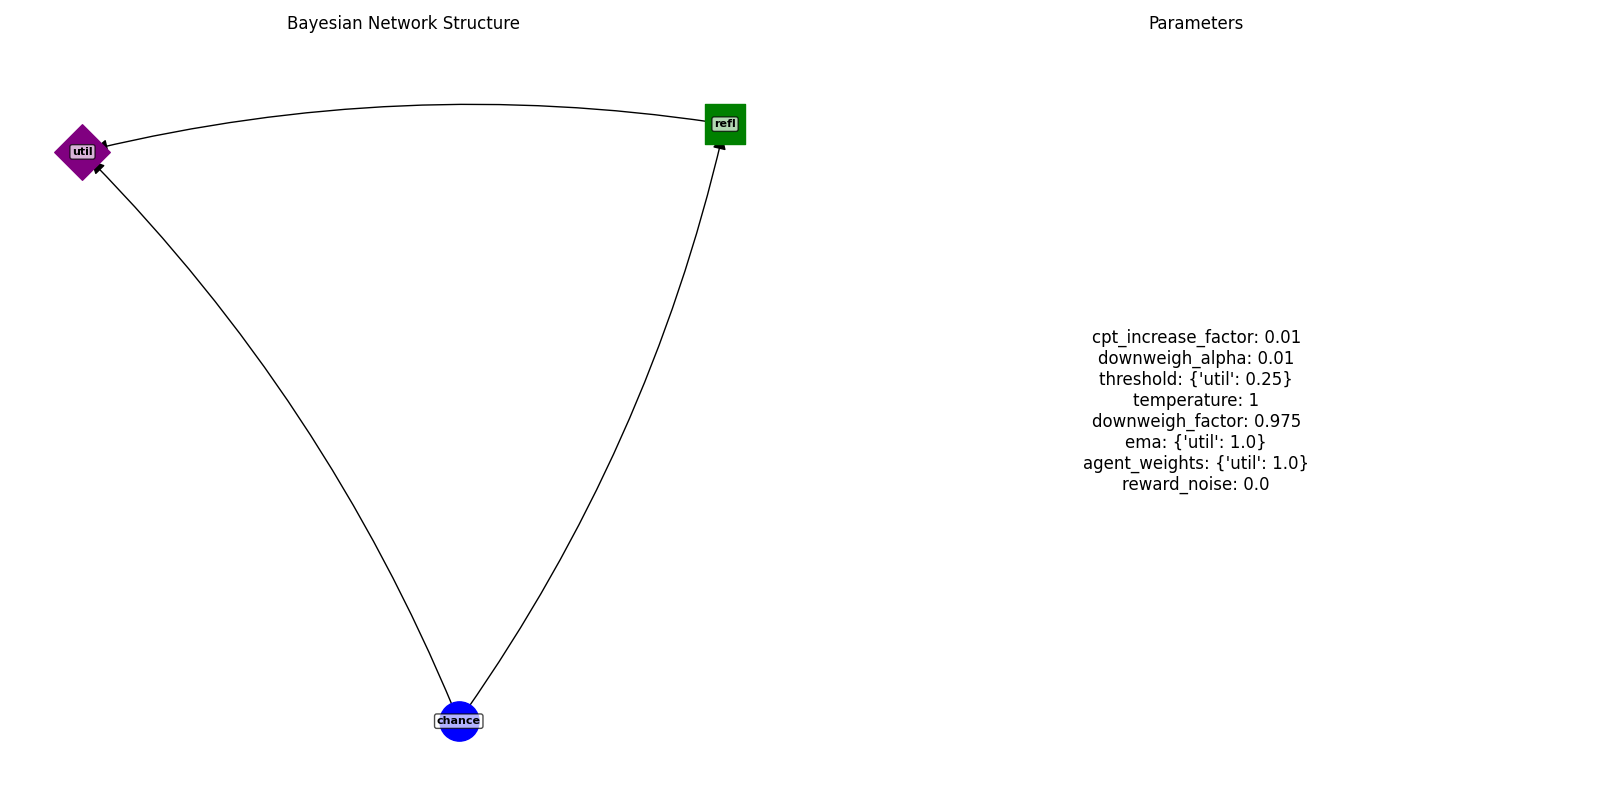 Bayesian Network Structure
util
refl
chance
Parameters
cpt_increase_factor: 0.01
downweigh_alpha: 0.01
threshold: {'util': 0.25}
temperature: 1
downweigh_factor: 0.975
ema: {'util': 1.0}
agent_weights: {'util': 1.0}
reward_noise: 0.0